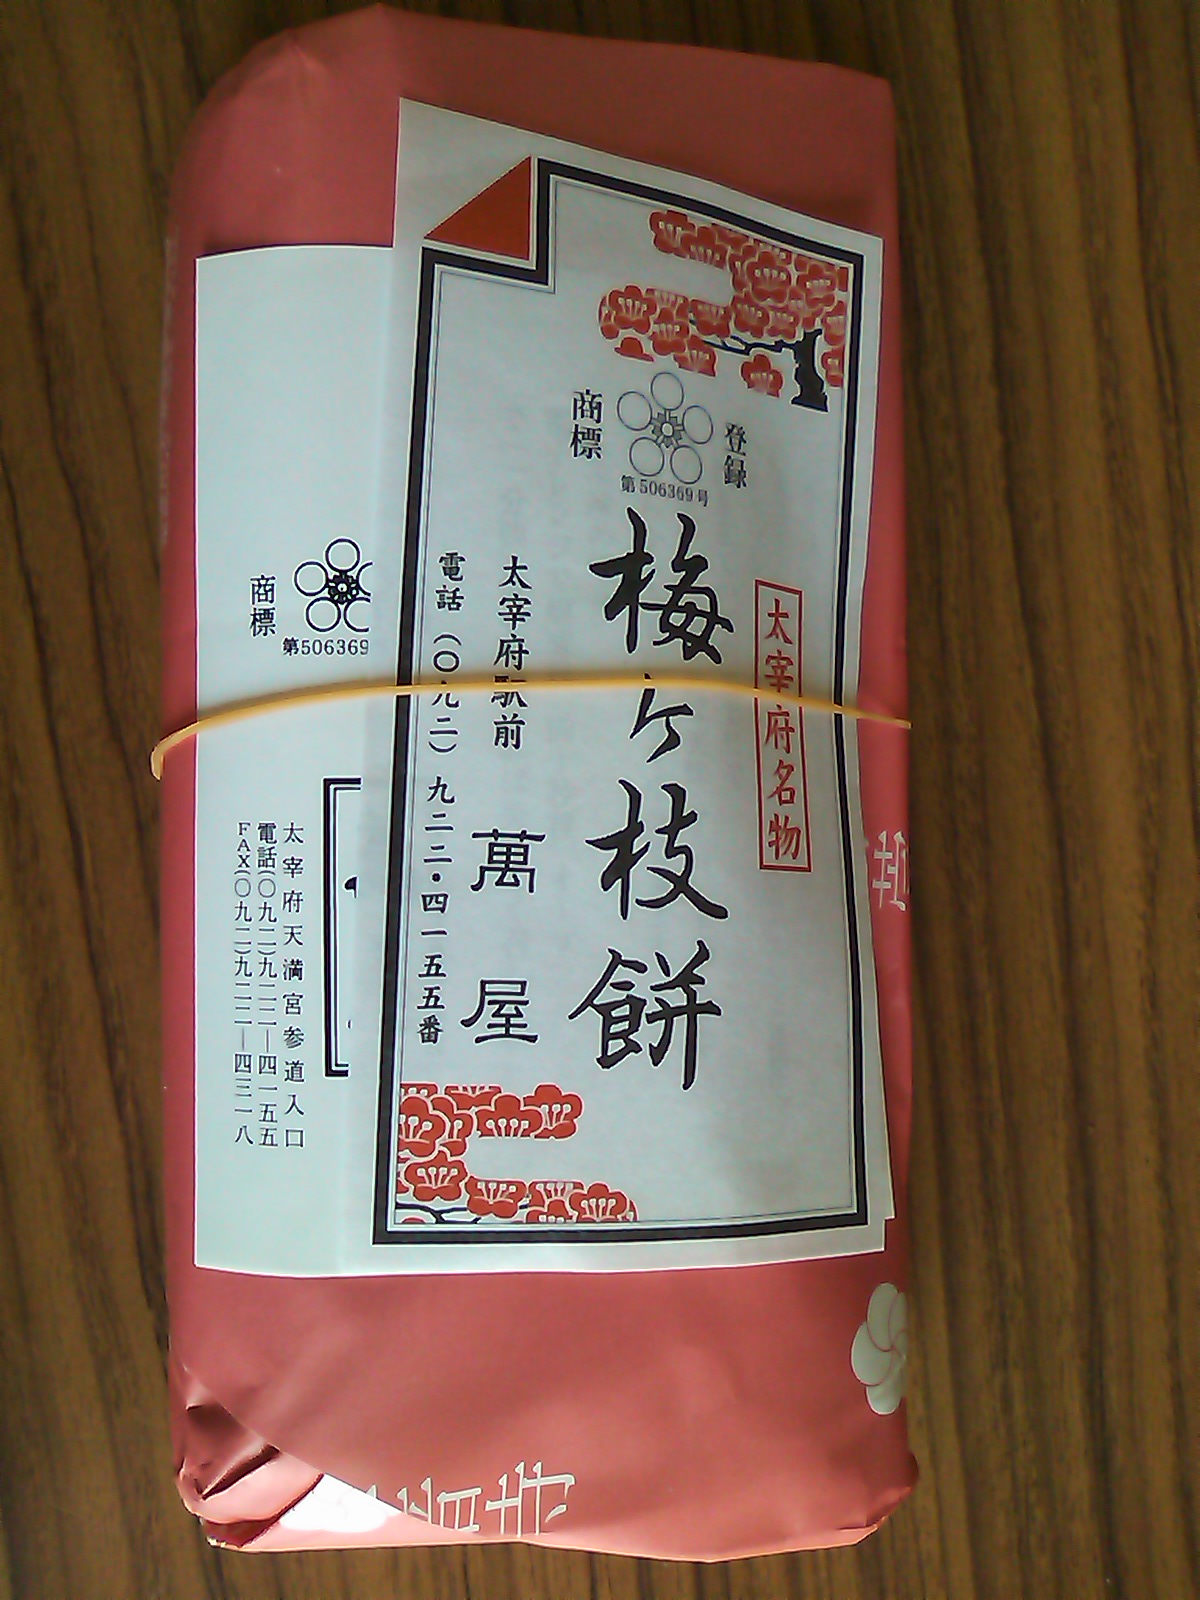 登録
商標
第506369号
太宰府名物
梅ヶ枝餅
太宰府駅前
萬屋
電話(〇九二)九二二・四一五五番
商標
第506369
太宰府天満宮参道入口
電話(〇九二)九二二―四一五五
FAX(〇九二)九二二―四三一八